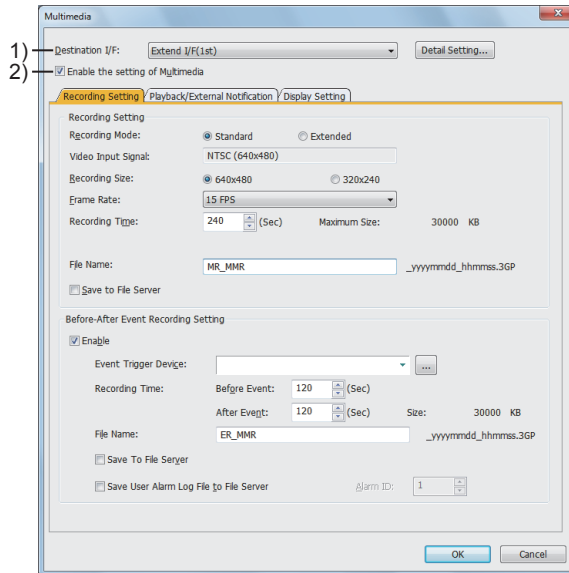 Multimedia
1) Destination I/F: Extend I/F(1st) Detail Setting...
2) Enable the setting of Multimedia
Recording Setting Playback/External Notification Display Setting
Recording Setting
Recording Mode: Standard Extended
Video Input Signal: NTSC (640x480)
Recording Size: 640x480 320x240
Frame Rate: 15 FPS
Recording Time: 240 (Sec) Maximum Size: 30000 KB
File Name: MR_MMR _yyyymmdd_hhmmss.3GP
Save to File Server
Before-After Event Recording Setting
Enable
Event Trigger Device: ...
Recording Time: Before Event: 120 (Sec)
After Event: 120 (Sec) Size: 30000 KB
File Name: ER_MMR _yyyymmdd_hhmmss.3GP
Save To File Server
Save User Alarm Log File to File Server Alarm ID: 1
OK Cancel